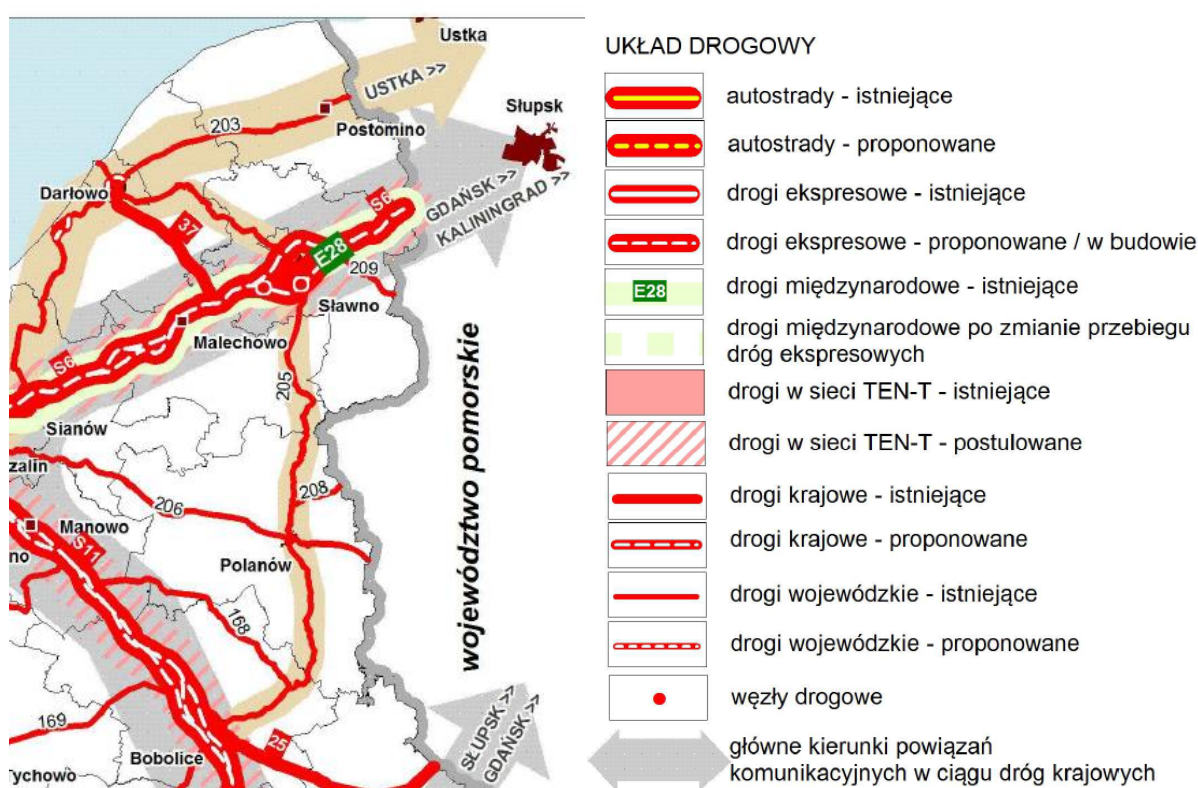 Ustka
USTKA >>
Słupsk
203
Postomino
Darłowo
S6
GDAŃSK >>
KALININGRAD >>
37
E28
209
Sławno
Malechowo
S6
205
województwo pomorskie
Sianów
zalin
206
208
Manowo
no
S11
Polanów
168
169
25
SŁUPSK >>
GDAŃSK >>
Bobolice
Tychowo
UKŁAD DROGOWY
autostrady - istniejące
autostrady - proponowane
drogi ekspresowe - istniejące
drogi ekspresowe - proponowane / w budowie
E28
drogi międzynarodowe - istniejące
drogi międzynarodowe po zmianie przebiegu
dróg ekspresowych
drogi w sieci TEN-T - istniejące
drogi w sieci TEN-T - postulowane
drogi krajowe - istniejące
drogi krajowe - proponowane
drogi wojewódzkie - istniejące
drogi wojewódzkie - proponowane
węzły drogowe
główne kierunki powiązań
komunikacyjnych w ciągu dróg krajowych